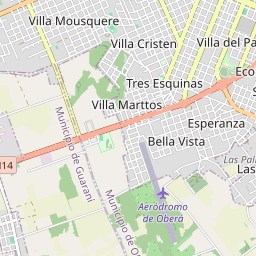 Villa Mousquere
Villa Cristen
Villa del Pa
Tres Esquinas
Eco
Villa Marttos
S
Esperanza
Bella Vista
Municipio de Guaraní
Las Pal
Las
14
Aeródromo
de Oberá
Municipio de O